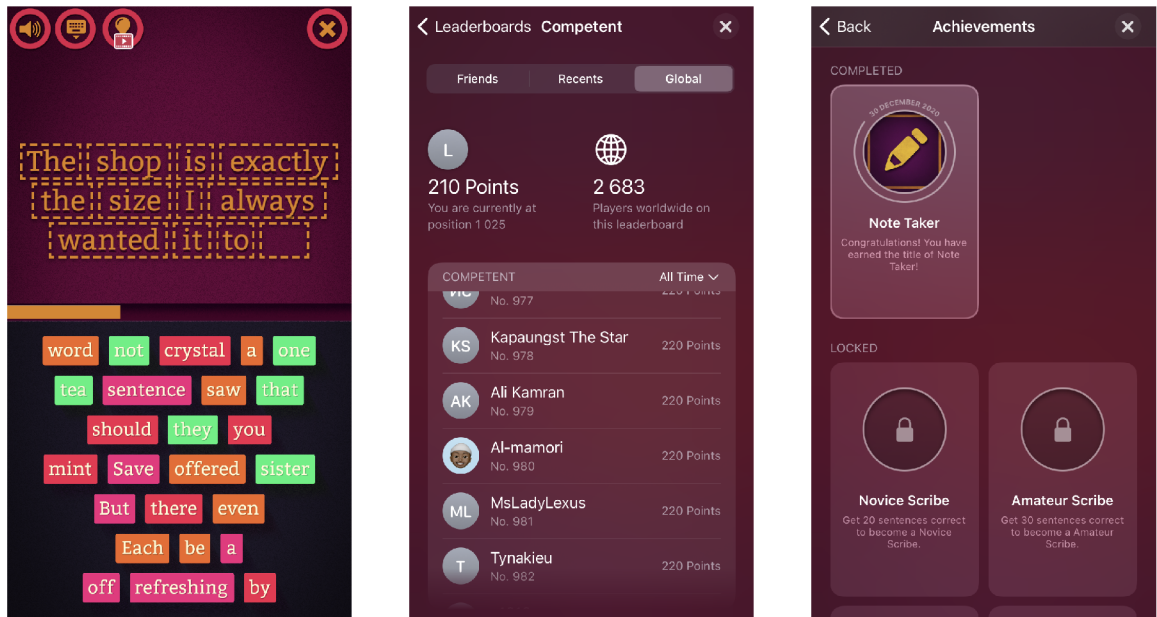 The shop is exactly
the size I always
wanted it to
word not crystal a one
tea sentence saw that
should they you
mint Save offered sister
But there even
Each be a
off refreshing by
Leaderboards Competent
Friends Recents Global
L
210 Points
You are currently at
position 1 025
2 683
Players worldwide on
this leaderboard
COMPETENT All Time
No. 977
KS Kapaungst The Star
No. 978
220 Points
AK Ali Kamran
No. 979
220 Points
Al-mamori
No. 980
220 Points
ML MsLadyLexus
No. 981
220 Points
T Tynakieu
No. 982
220 Points
Back Achievements
COMPLETED
30 DECEMBER 2020
Note Taker
Congratulations! You have
earned the title of Note
Taker!
LOCKED
Novice Scribe
Get 20 sentences correct
to become a Novice
Scribe.
Amateur Scribe
Get 30 sentences correct
to become a Amateur
Scribe.